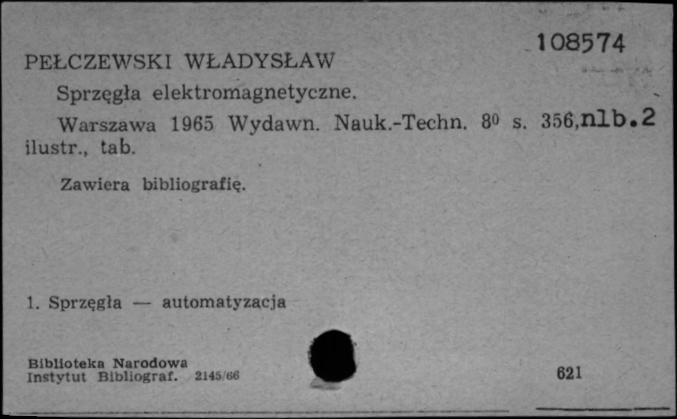 108574
PEŁCZEWSKI WŁADYSŁAW
Sprzęgła elektromagnetyczne.
Warszawa 1965 Wydawn. Nauk.-Techn. 8⁰ s. 356,nlb.2
ilustr., tab.
Zawiera bibliografię.
1. Sprzęgła — automatyzacja
Biblioteka Narodowa
Instytut Bibliograf. 2145/66
621